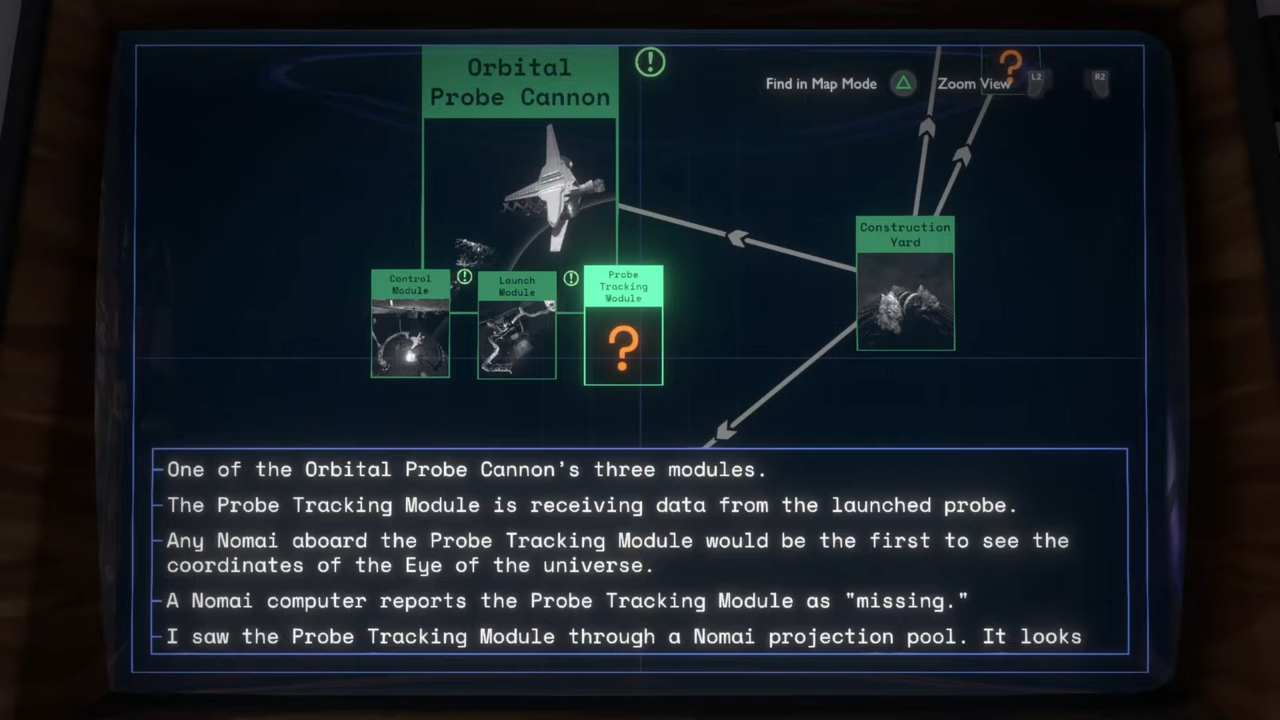 Orbital
Probe Cannon
Find in Map Mode
Zoom View
L2
R2
?
Construction
Yard
Control
Module
Launch
Module
Probe
Tracking
Module
?
One of the Orbital Probe Cannon's three modules.
The Probe Tracking Module is receiving data from the launched probe.
Any Nomai aboard the Probe Tracking Module would be the first to see the
coordinates of the Eye of the universe.
A Nomai computer reports the Probe Tracking Module as "missing."
I saw the Probe Tracking Module through a Nomai projection pool. It looks